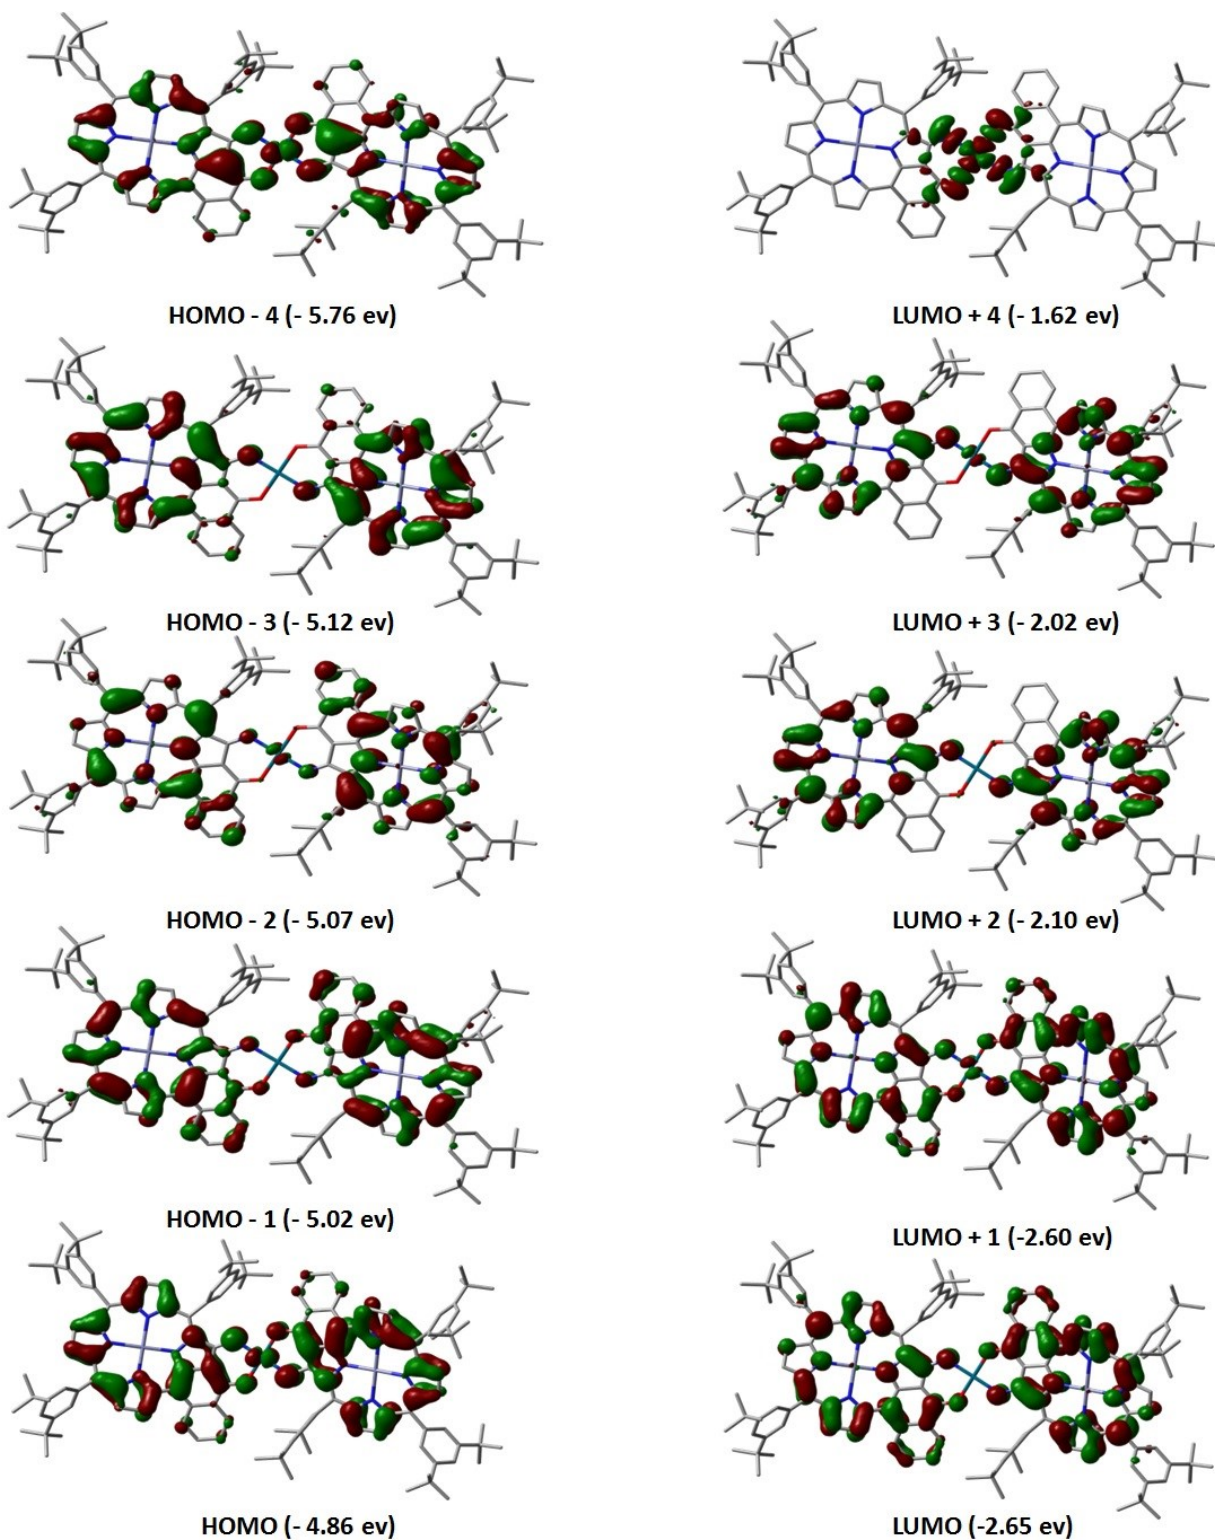 HOMO - 4 (- 5.76 ev)
LUMO + 4 (- 1.62 ev)
HOMO - 3 (- 5.12 ev)
LUMO + 3 (- 2.02 ev)
HOMO - 2 (- 5.07 ev)
LUMO + 2 (- 2.10 ev)
HOMO - 1 (- 5.02 ev)
LUMO + 1 (-2.60 ev)
HOMO (- 4.86 ev)
LUMO (-2.65 ev)